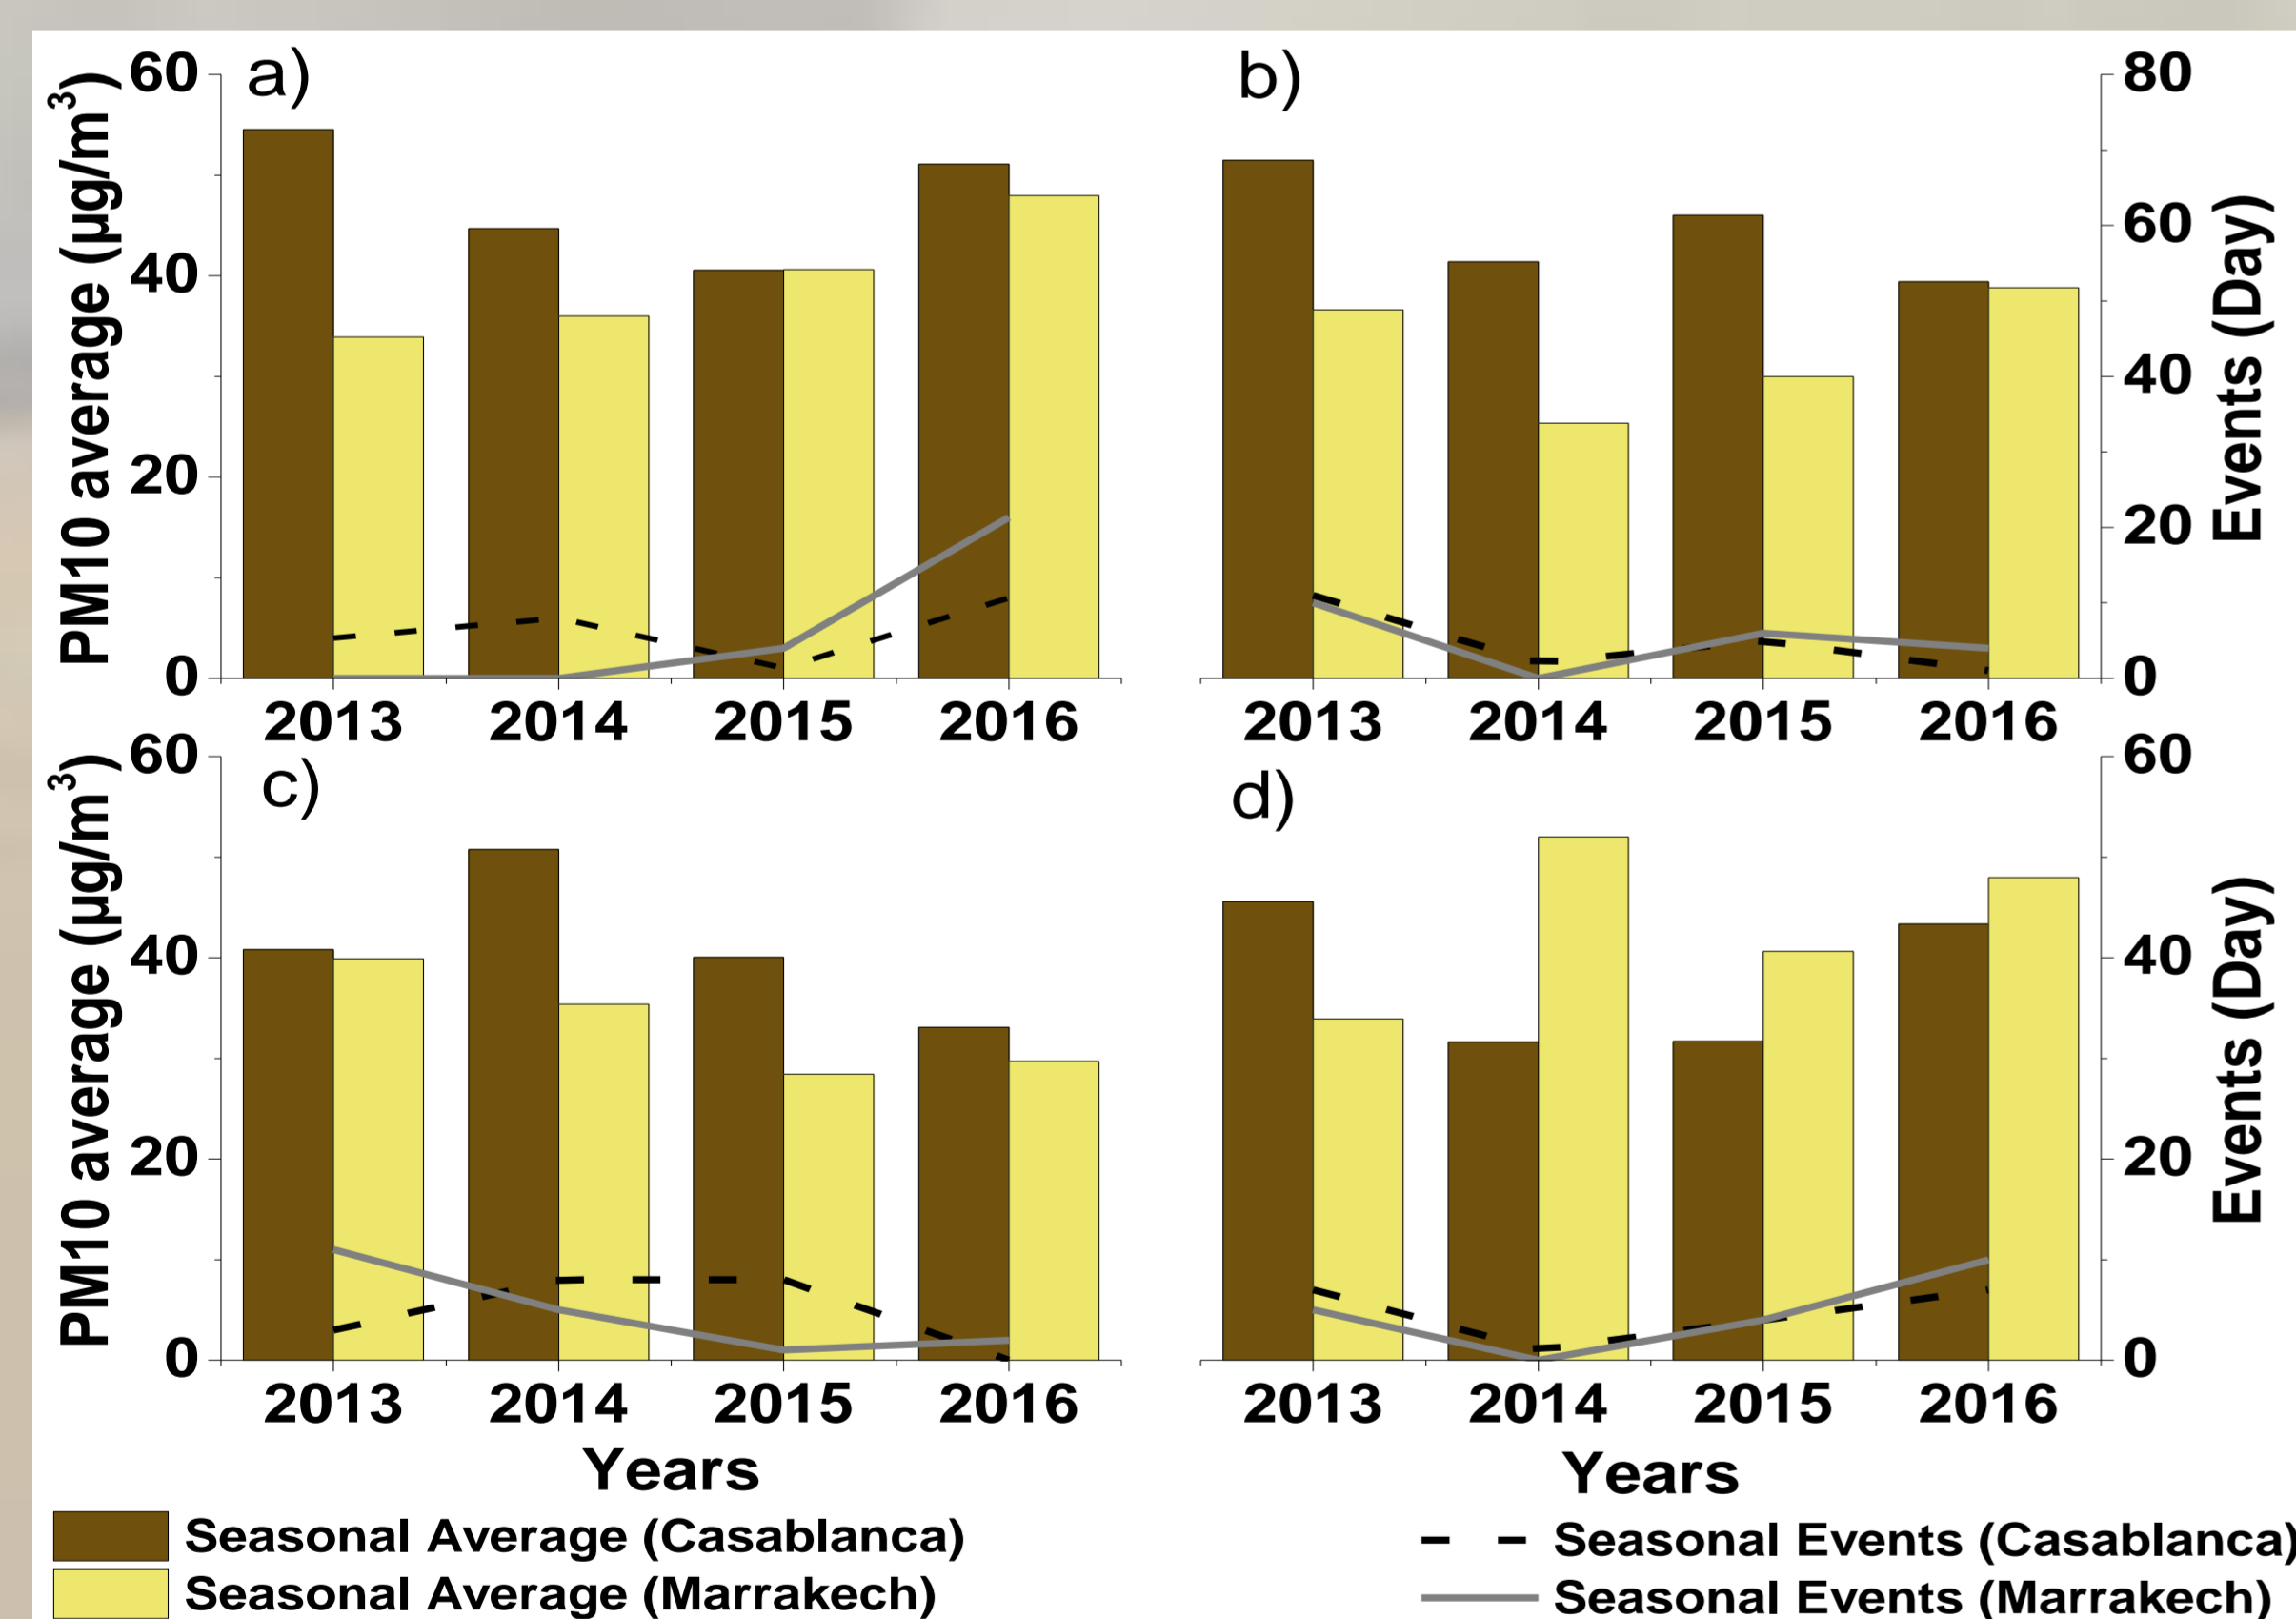 a)
b)
PM10 average (µg/m³)
60
40
20
0
80
60
40
20
0
Events (Day)
2013 2014 2015 2016
2013 2014 2015 2016
c)
d)
PM10 average (µg/m³)
60
40
20
0
60
40
20
0
Events (Day)
2013 2014 2015 2016
2013 2014 2015 2016
Years
Years
Seasonal Average (Casablanca)
Seasonal Average (Marrakech)
Seasonal Events (Casablanca)
Seasonal Events (Marrakech)